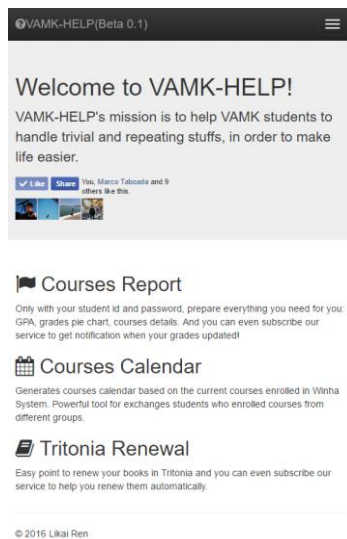 VAMK-HELP(Beta 0.1)
Welcome to VAMK-HELP!
VAMK-HELP's mission is to help VAMK students to
handle trivial and repeating stuffs, in order to make
life easier.
Like Share You, Marco Taboada and 9
others like this.
Courses Report
Only with your student id and password, prepare everything you need for you:
GPA, grades pie chart, courses details. And you can even subscribe our
service to get notification when your grades updated!
Courses Calendar
Generates courses calendar based on the current courses enrolled in Winha
System. Powerful tool for exchanges students who enrolled courses from
different groups.
Tritonia Renewal
Easy point to renew your books in Tritonia and you can even subscribe our
service to help you renew them automatically.
© 2016 Likai Ren